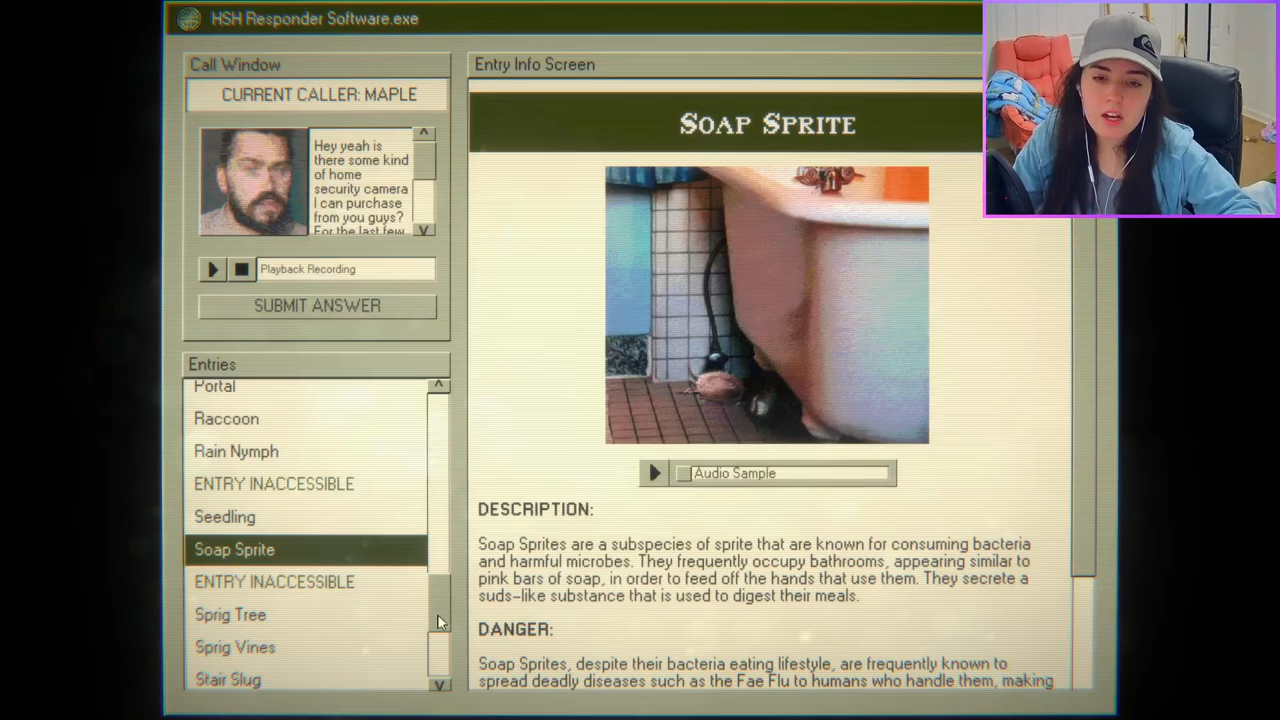 HSH Responder Software.exe
Call Window
CURRENT CALLER: MAPLE
Hey yeah is
there some kind
of home
security camera
I can purchase
from you guys?
For the last few
Playback Recording
SUBMIT ANSWER
Entries
Portal
Raccoon
Rain Nymph
ENTRY INACCESSIBLE
Seedling
Soap Sprite
ENTRY INACCESSIBLE
Sprig Tree
Sprig Vines
Stair Slug
Entry Info Screen
SOAP SPRITE
Audio Sample
DESCRIPTION:
Soap Sprites are a subspecies of sprite that are known for consuming bacteria
and harmful microbes. They frequently occupy bathrooms, appearing similar to
pink bars of soap, in order to feed off the hands that use them. They secrete a
suds-like substance that is used to digest their meals.
DANGER:
Soap Sprites, despite their bacteria eating lifestyle, are frequently known to
spread deadly diseases such as the Fae Flu to humans who handle them, making